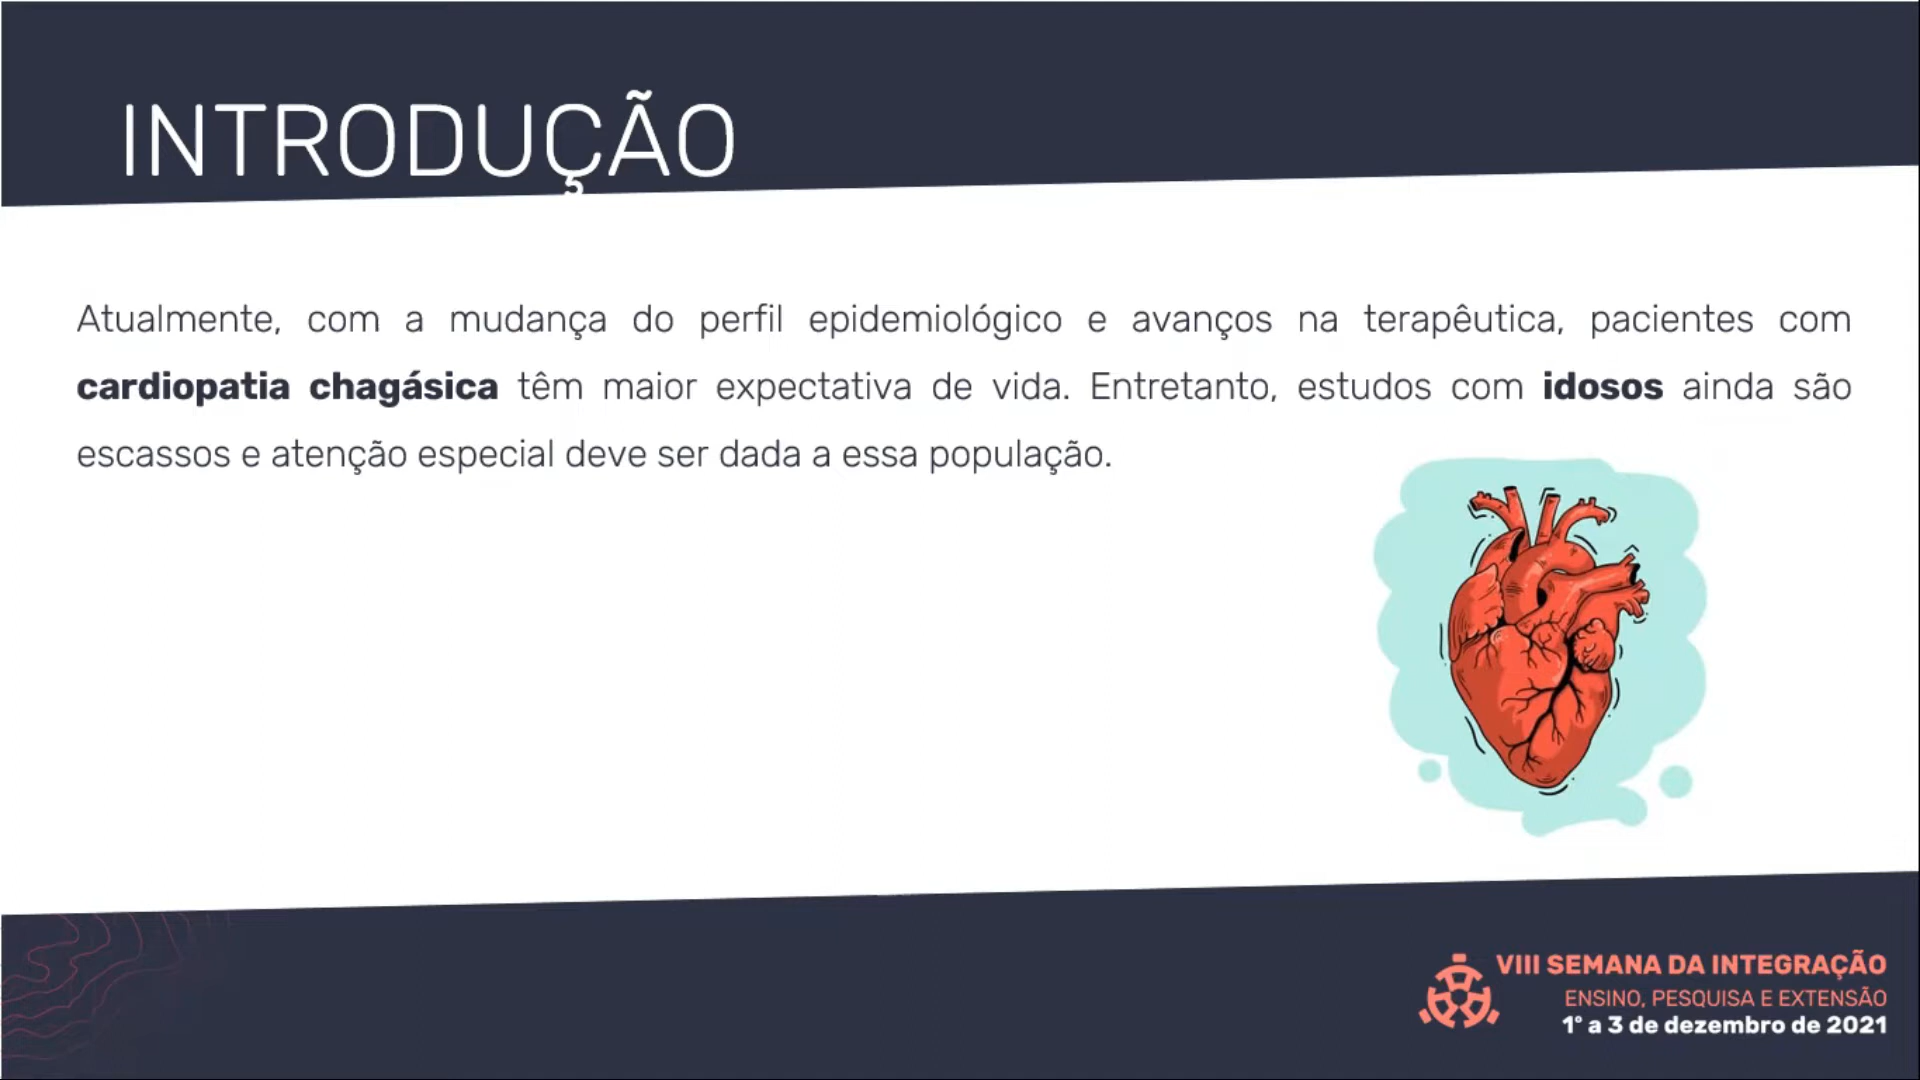 INTRODUÇÃO
Atualmente, com a mudança do perfil epidemiológico e avanços na terapêutica, pacientes com
cardiopatia chagásica têm maior expectativa de vida. Entretanto, estudos com idosos ainda são
escassos e atenção especial deve ser dada a essa população.
VIII SEMANA DA INTEGRAÇÃO
ENSINO, PESQUISA E EXTENSÃO
1º a 3 de dezembro de 2021